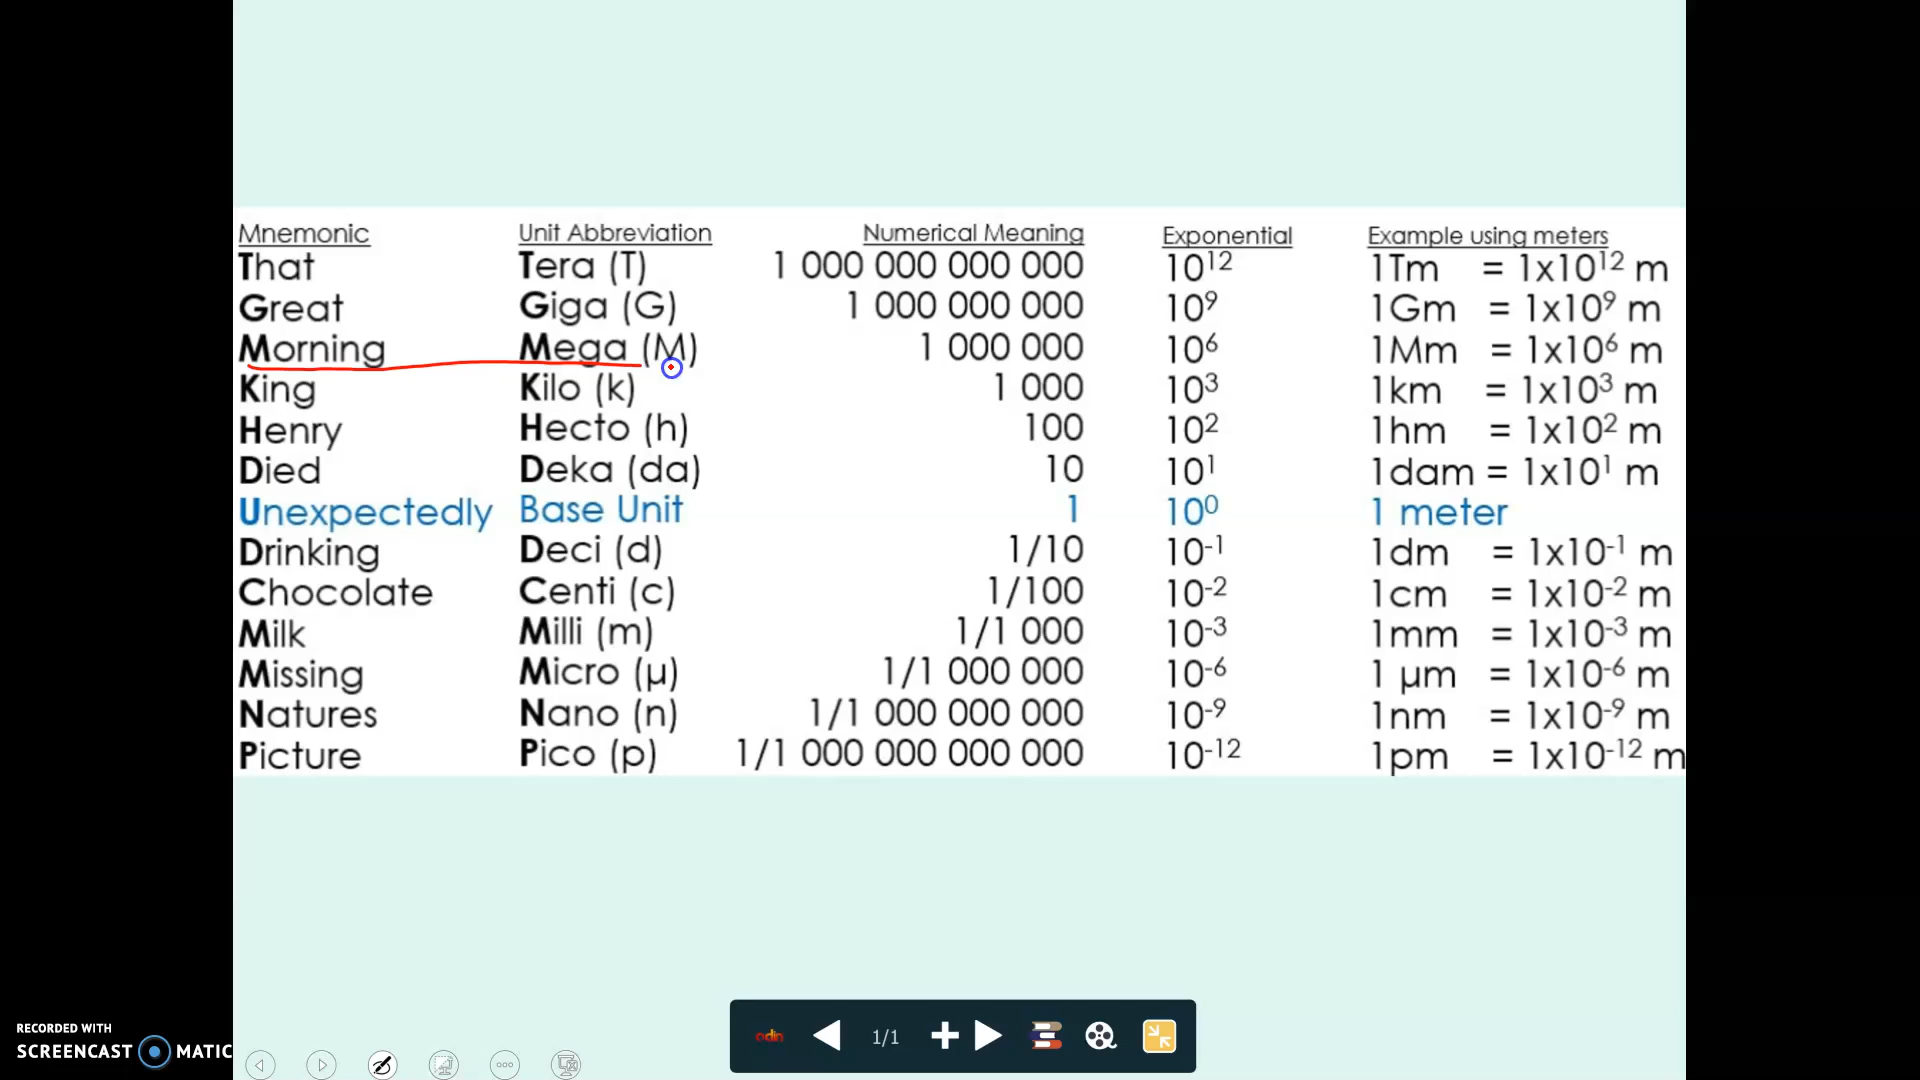 Mnemonic Unit Abbreviation Numerical Meaning Exponential Example using meters
That Tera (T) 1 000 000 000 000 10¹² 1Tm = 1x10¹² m
Great Giga (G) 1 000 000 000 10⁹ 1Gm = 1x10⁹ m
Morning Mega (M) 1 000 000 10⁶ 1Mm = 1x10⁶ m
King Kilo (k) 1 000 10³ 1km = 1x10³ m
Henry Hecto (h) 100 10² 1hm = 1x10² m
Died Deka (da) 10 10¹ 1dam = 1x10¹ m
Unexpectedly Base Unit 1 10⁰ 1 meter
Drinking Deci (d) 1/10 10⁻¹ 1dm = 1x10⁻¹ m
Chocolate Centi (c) 1/100 10⁻² 1cm = 1x10⁻² m
Milk Milli (m) 1/1 000 10⁻³ 1mm = 1x10⁻³ m
Missing Micro (µ) 1/1 000 000 10⁻⁶ 1 µm = 1x10⁻⁶ m
Natures Nano (n) 1/1 000 000 000 10⁻⁹ 1nm = 1x10⁻⁹ m
Picture Pico (p) 1/1 000 000 000 000 10⁻¹² 1pm = 1x10⁻¹² m
odin 1/1
RECORDED WITH
SCREENCAST MATIC